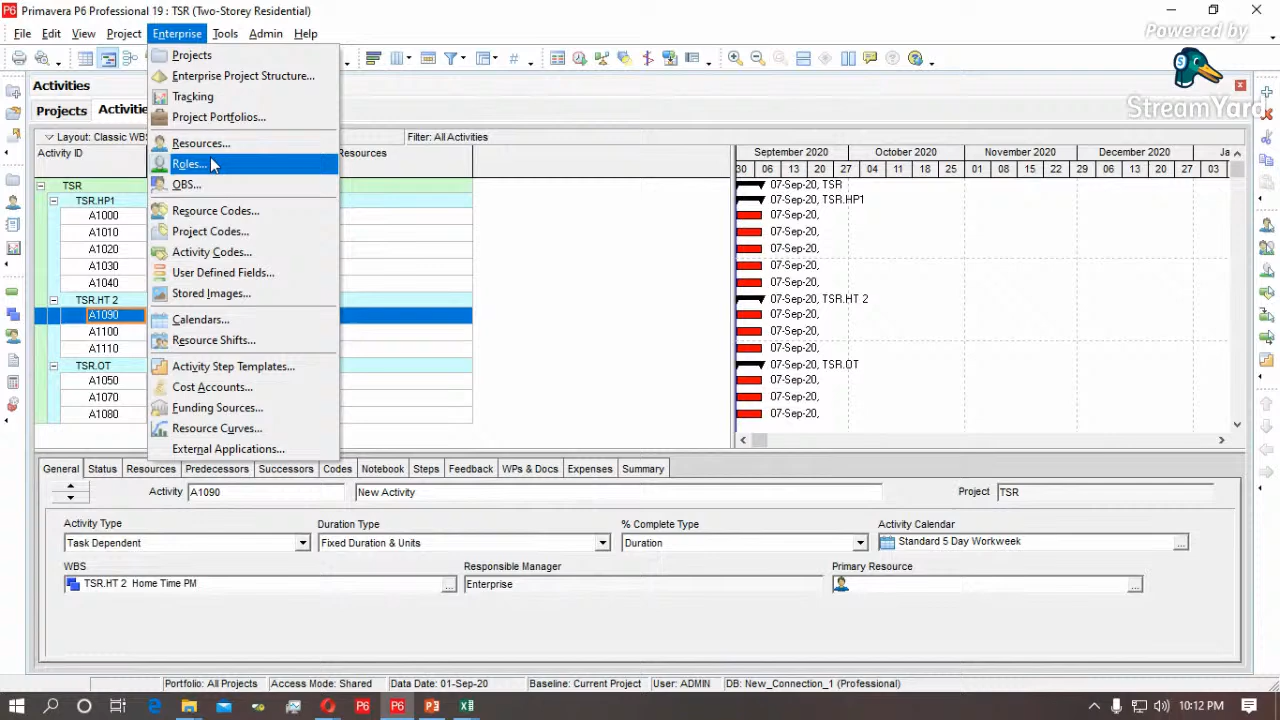 P6 Primavera P6 Professional 19 : TSR (Two-Storey Residential)
File Edit View Project Enterprise Tools Admin Help
Powered by
StreamYard
Activities
Projects Activitie
Projects
Enterprise Project Structure...
Tracking
Project Portfolios...
Resources...
Roles...
OBS...
Resource Codes...
Project Codes...
Activity Codes...
User Defined Fields...
Stored Images...
Calendars...
Resource Shifts...
Activity Step Templates...
Cost Accounts...
Funding Sources...
Resource Curves...
External Applications...
Layout: Classic WBS
Filter: All Activities
Activity ID
Resources
September 2020 October 2020 November 2020 December 2020 Ja
30 06 13 20 27 04 11 18 25 01 08 15 22 29 06 13 20 27 03
TSR
07-Sep-20, TSR
TSR.HP1
07-Sep-20, TSR.HP1
A1000
07-Sep-20,
A1010
07-Sep-20,
A1020
07-Sep-20,
A1030
07-Sep-20,
A1040
07-Sep-20,
TSR.HT 2
07-Sep-20, TSR.HT 2
A1090
07-Sep-20,
A1100
07-Sep-20,
A1110
07-Sep-20,
TSR.OT
07-Sep-20, TSR.OT
A1050
07-Sep-20,
A1070
07-Sep-20,
A1080
07-Sep-20,
General Status Resources Predecessors Successors Codes Notebook Steps Feedback WPs & Docs Expenses Summary
Activity A1090 New Activity Project TSR
Activity Type Duration Type % Complete Type Activity Calendar
Task Dependent Fixed Duration & Units Duration Standard 5 Day Workweek
WBS Responsible Manager Primary Resource
TSR.HT 2 Home Time PM Enterprise
Portfolio: All Projects Access Mode: Shared Data Date: 01-Sep-20 Baseline: Current Project User: ADMIN DB: New_Connection_1 (Professional)
10:12 PM